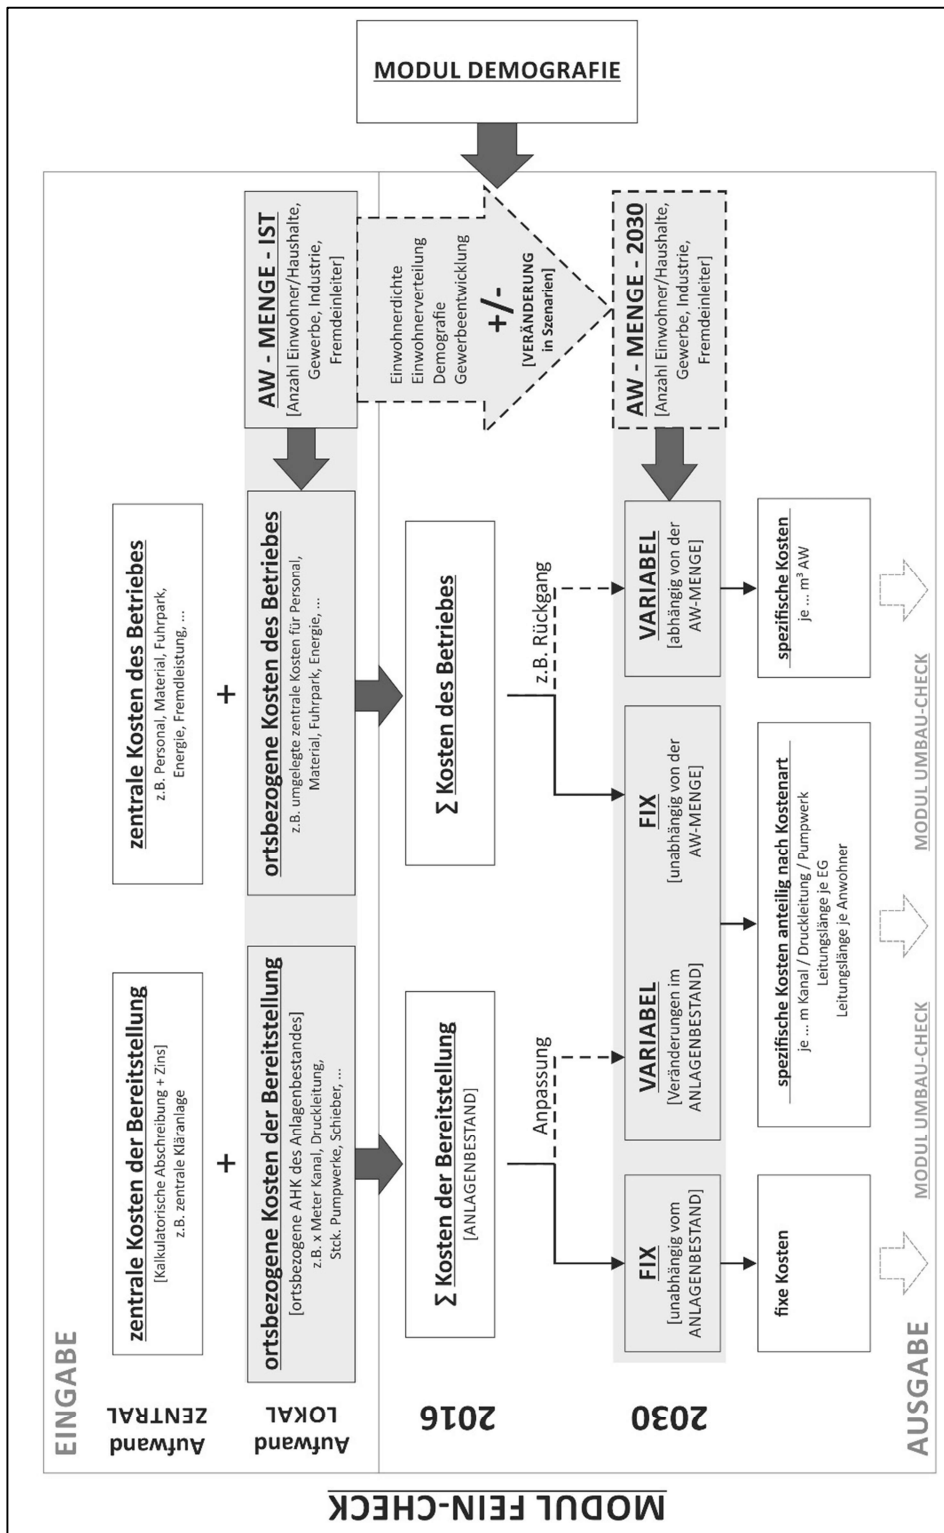 MODUL FEIN-CHECK
EINGABE
Aufwand
ZENTRAL
zentrale Kosten der Bereitstellung
[Kalkulatorische Abschreibung + Zins]
z.B. zentrale Kläranlage
zentrale Kosten des Betriebes
z.B. Personal, Material, Fuhrpark,
Energie, Fremdleistung, ...
+
+
Aufwand
LOKAL
ortsbezogene Kosten der Bereitstellung
[ortsbezogene AHK des Anlagenbestandes]
z.B. x Meter Kanal, Druckleitung,
Stck. Pumpwerke, Schieber, ...
ortsbezogene Kosten des Betriebes
z.B. umgelegte zentrale Kosten für Personal,
Material, Fuhrpark, Energie, ...
AW - MENGE - IST
[Anzahl Einwohner/Haushalte,
Gewerbe, Industrie,
Fremdeinleiter]
MODUL DEMOGRAFIE
2016
∑ Kosten der Bereitstellung
[ANLAGENBESTAND]
∑ Kosten des Betriebes
Einwohnerdichte
Einwohnerverteilung
Demografie
Gewerbeentwicklung
+/-
[VERÄNDERUNG
in Szenarien]
Anpassung
z.B. Rückgang
2030
FIX
[unabhängig vom
ANLAGENBESTAND]
VARIABEL
[Veränderungen im
ANLAGENBESTAND]
FIX
[unabhängig von der
AW-MENGE]
VARIABEL
[abhängig von der
AW-MENGE]
AW - MENGE - 2030
[Anzahl Einwohner/Haushalte,
Gewerbe, Industrie,
Fremdeinleiter]
fixe Kosten
spezifische Kosten anteilig nach Kostenart
je ... m Kanal / Druckleitung / Pumpwerk
Leitungslänge je EG
Leitungslänge je Anwohner
spezifische Kosten
je ... m³ AW
AUSGABE
MODUL UMBAU-CHECK
MODUL UMBAU-CHECK